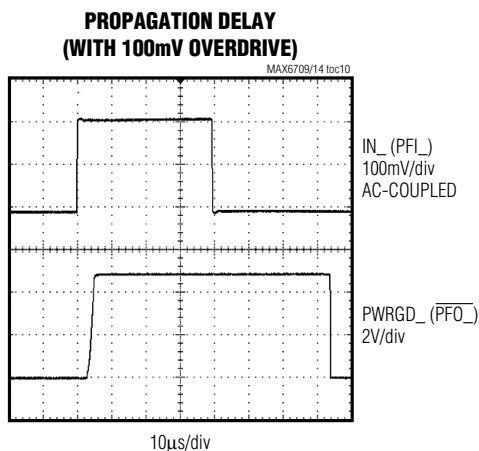 PROPAGATION DELAY
(WITH 100mV OVERDRIVE)
MAX6709/14 toc10
IN_ (PFI_)
100mV/div
AC-COUPLED
PWRGD_ (P̅F̅O̅_̅)
2V/div
10μs/div